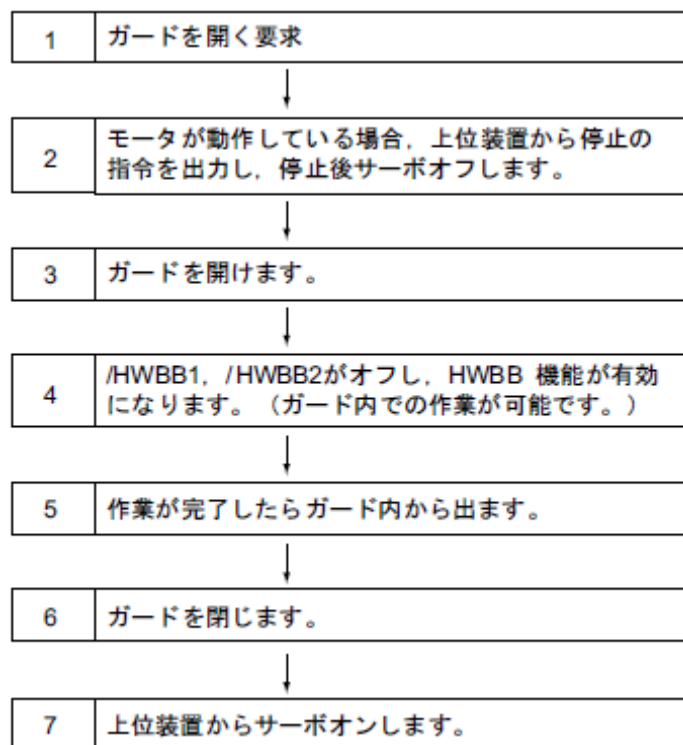 1 ガードを開く要求
2 モータが動作している場合，上位装置から停止の
指令を出力し，停止後サーボオフします。
3 ガードを開けます。
4 /HWBB1，/HWBB2がオフし，HWBB 機能が有効
になります。（ガード内での作業が可能です。）
5 作業が完了したらガード内から出ます。
6 ガードを閉じます。
7 上位装置からサーボオンします。